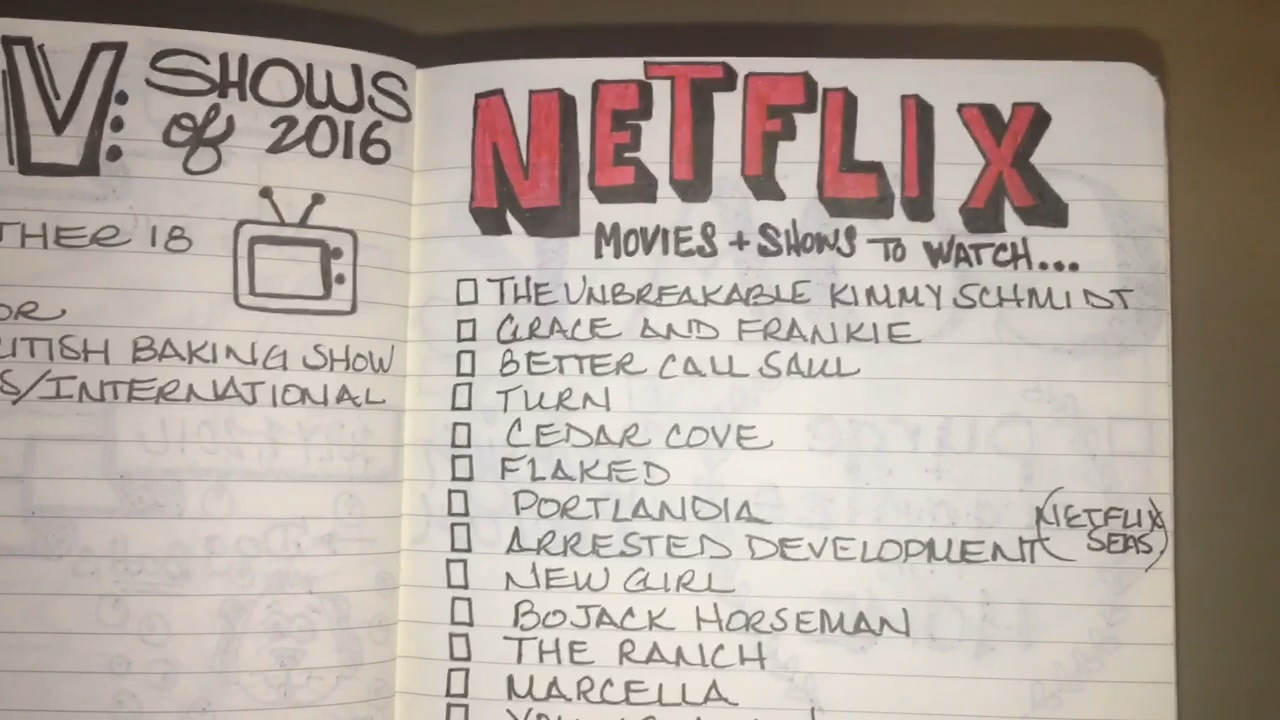 V: SHOWS
of 2016
THER 18
OR
ITISH BAKING SHOW
S/INTERNATIONAL
NETFLIX
MOVIES + SHOWS TO WATCH...
THE UNBREAKABLE KIMMY SCHMIDT
GRACE AND FRANKIE
BETTER CALL SAUL
TURN
CEDAR COVE
FLAKED
PORTLANDIA
ARRESTED DEVELOPMENT (NETFLIX
SEAS)
NEW GIRL
BOJACK HORSEMAN
THE RANCH
MARCELLA